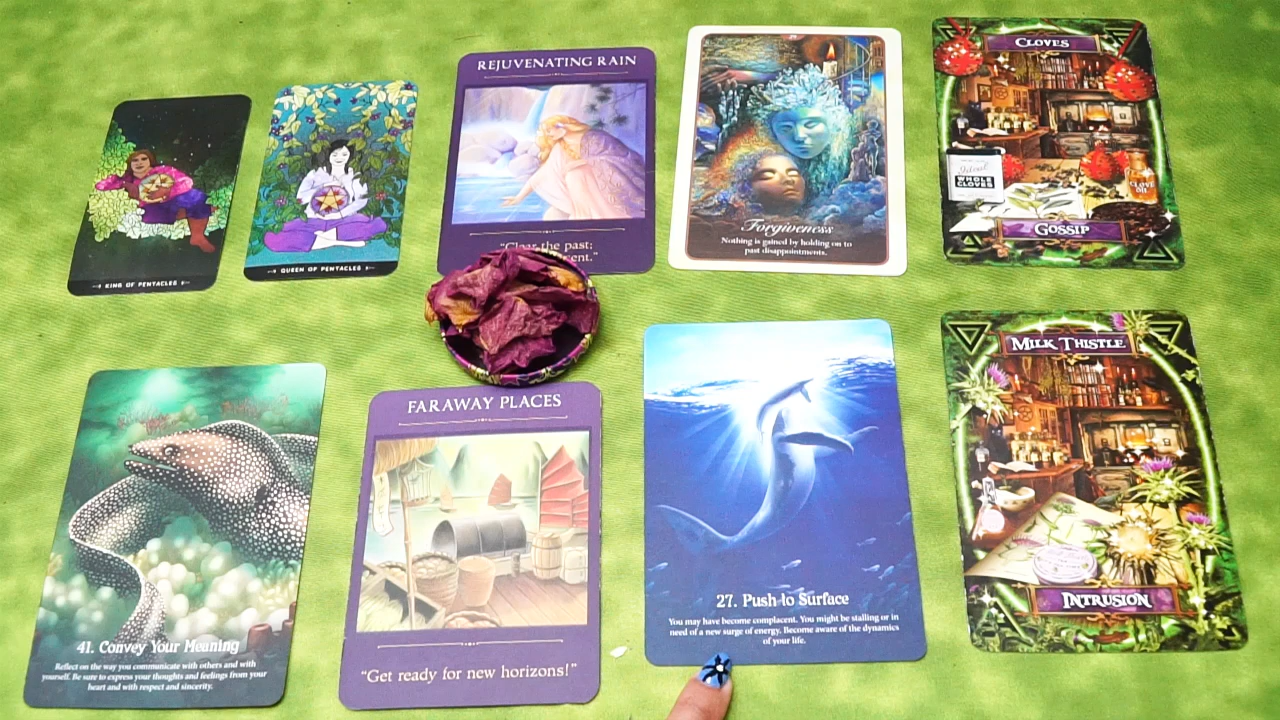 KING OF PENTACLES
QUEEN OF PENTACLES
REJUVENATING RAIN
"Clear the past;
Forgiveness
Nothing is gained by holding on to
past disappointments.
CLOVES
WHOLE
CLOVES
CLOVE
OIL
GOSSIP
41. Convey Your Meaning
Reflect on the way you communicate with others and with
yourself. Be sure to express your thoughts and feelings from your
heart and with respect and sincerity.
FARAWAY PLACES
"Get ready for new horizons!"
27. Push to Surface
You may have become complacent. You might be stalling or in
need of a new surge of energy. Become aware of the dynamics
of your life.
MILK THISTLE
INTRUSION